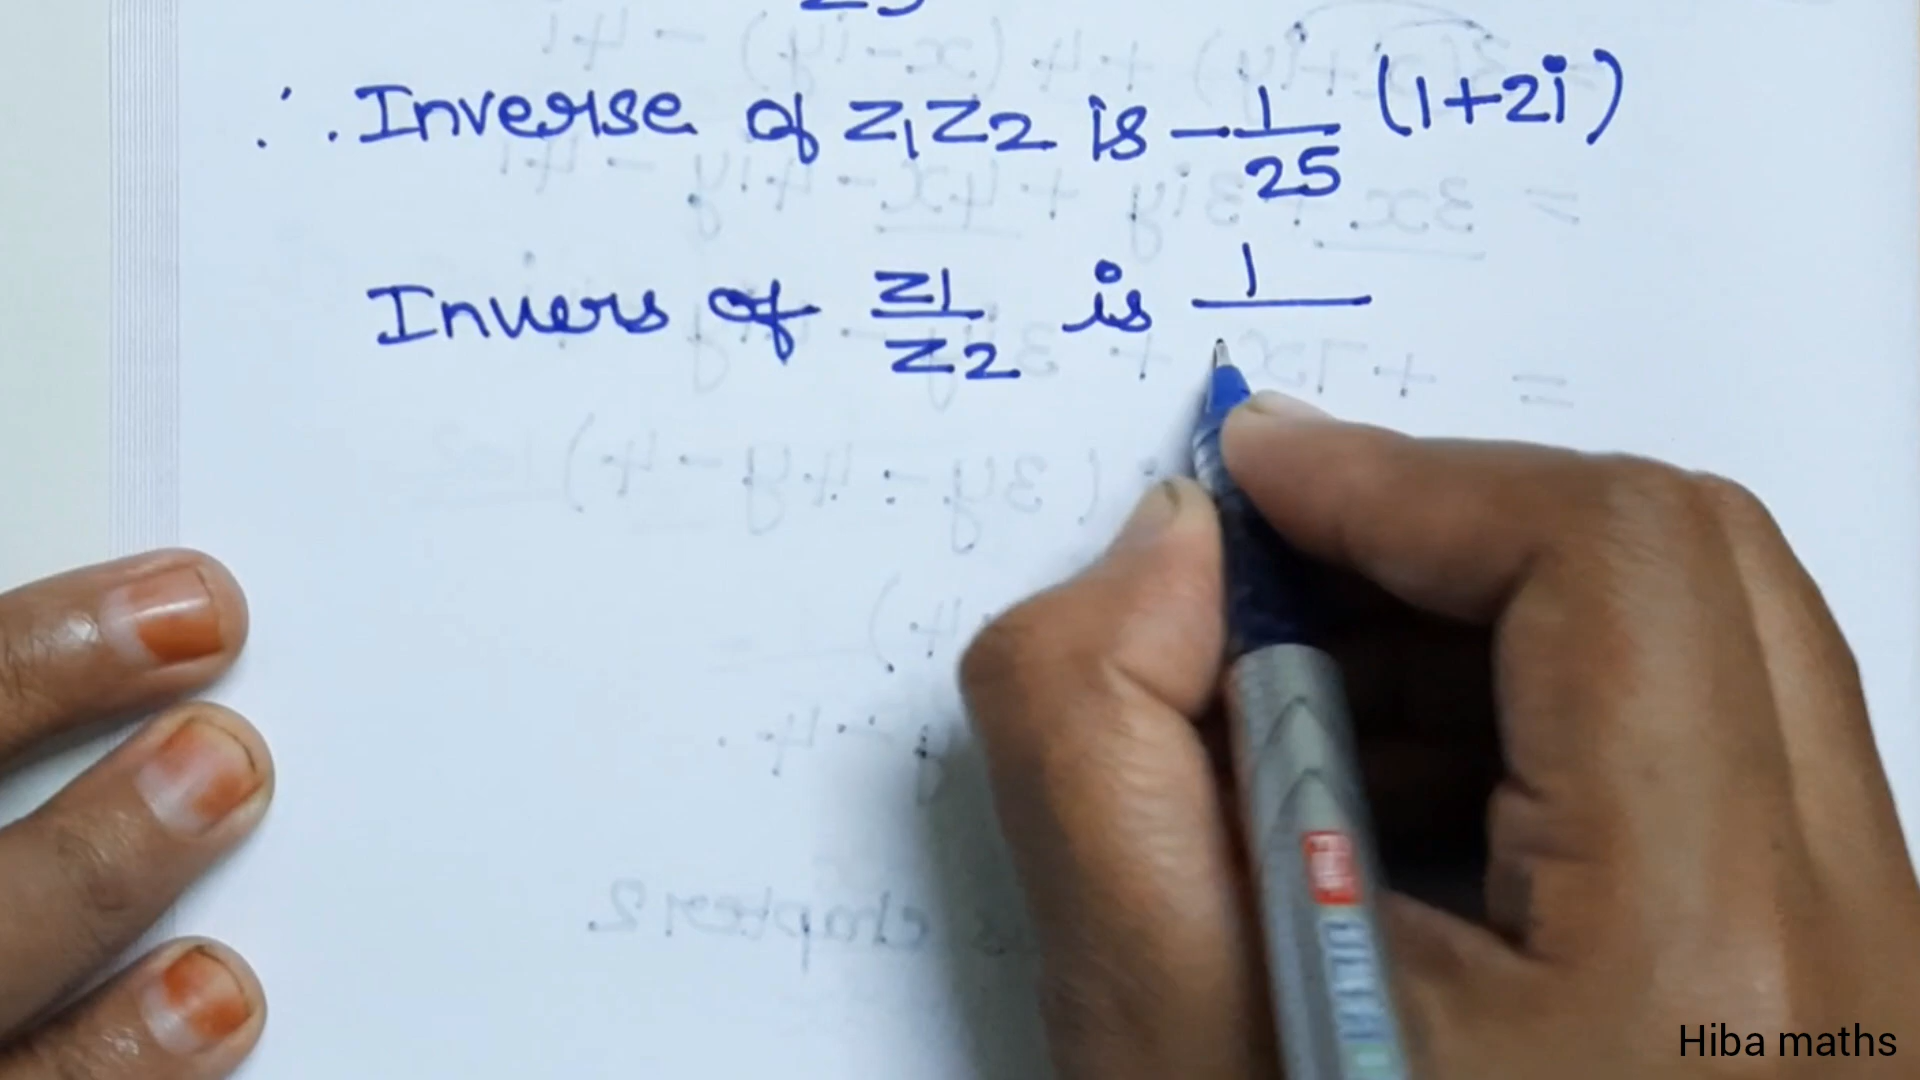 ∴ Inverse of z1z2 is -1/25 (1+2i)
Invers of z1/z2 is 1/
Hiba maths